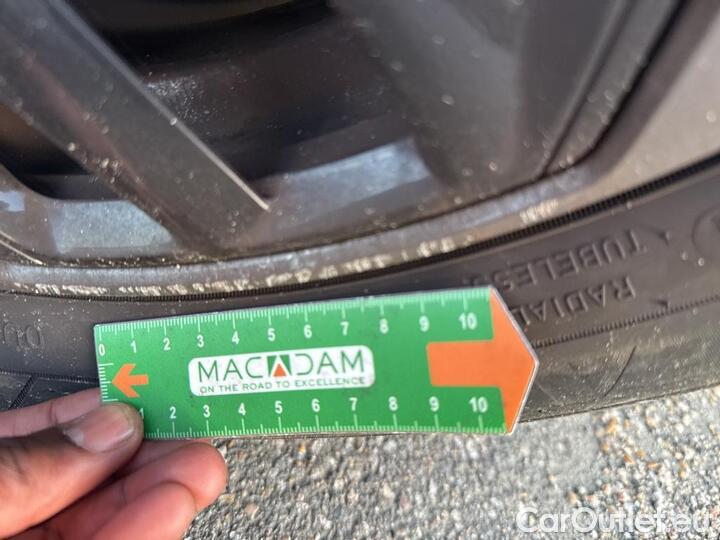 RADIAL
TUBELESS
0 1 2 3 4 5 6 7 8 9 10
MACADAM
ON THE ROAD TO EXCELLENCE
1 2 3 4 5 6 7 8 9 10
CarOutlet.eu